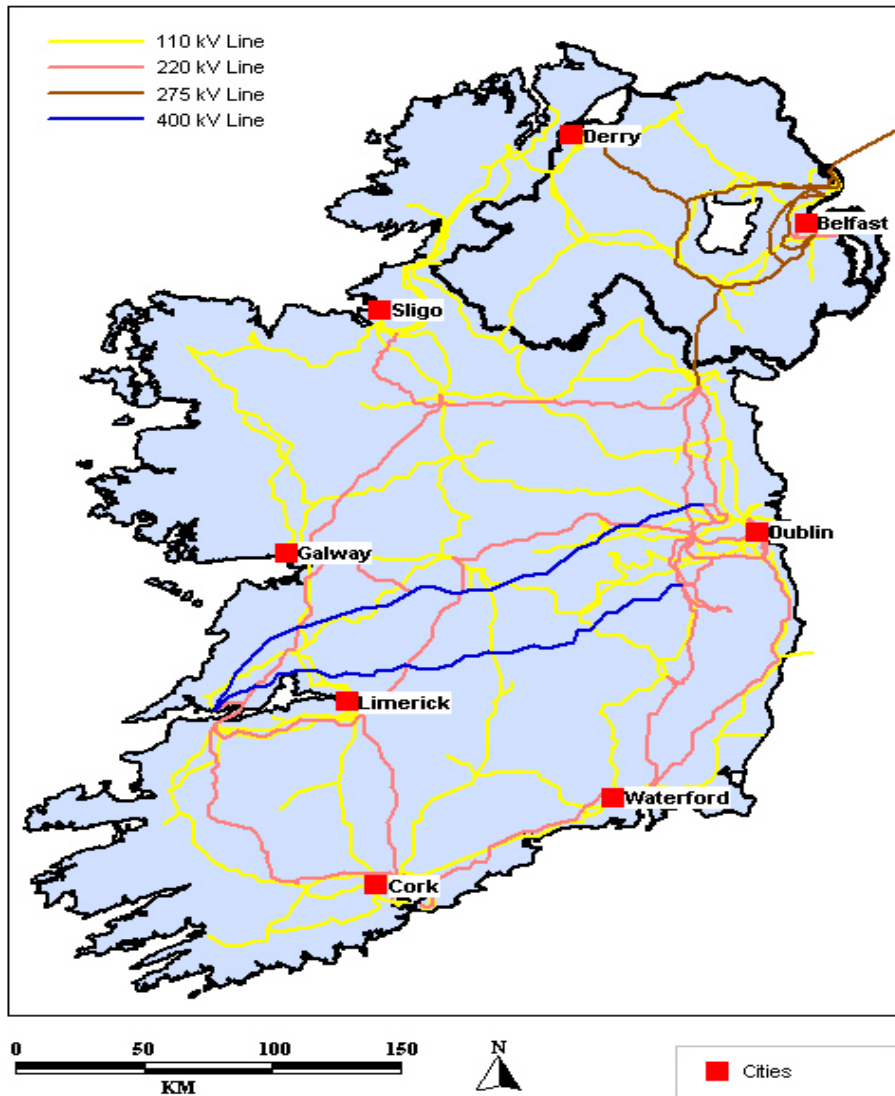 110 kV Line
220 kV Line
275 kV Line
400 kV Line
Derry
Belfast
Sligo
Dublin
Galway
Limerick
Waterford
Cork
0 50 100 150
KM
N
Cities